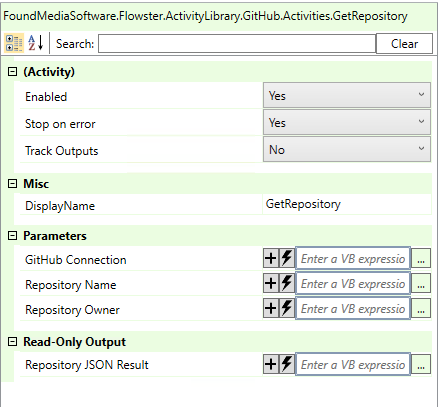 FoundMediaSoftware.Flowster.ActivityLibrary.GitHub.Activities.GetRepository
Search: Clear
(Activity)
Enabled Yes
Stop on error Yes
Track Outputs No
Misc
DisplayName GetRepository
Parameters
GitHub Connection Enter a VB expressio ...
Repository Name Enter a VB expressio ...
Repository Owner Enter a VB expressio ...
Read-Only Output
Repository JSON Result Enter a VB expressio ...